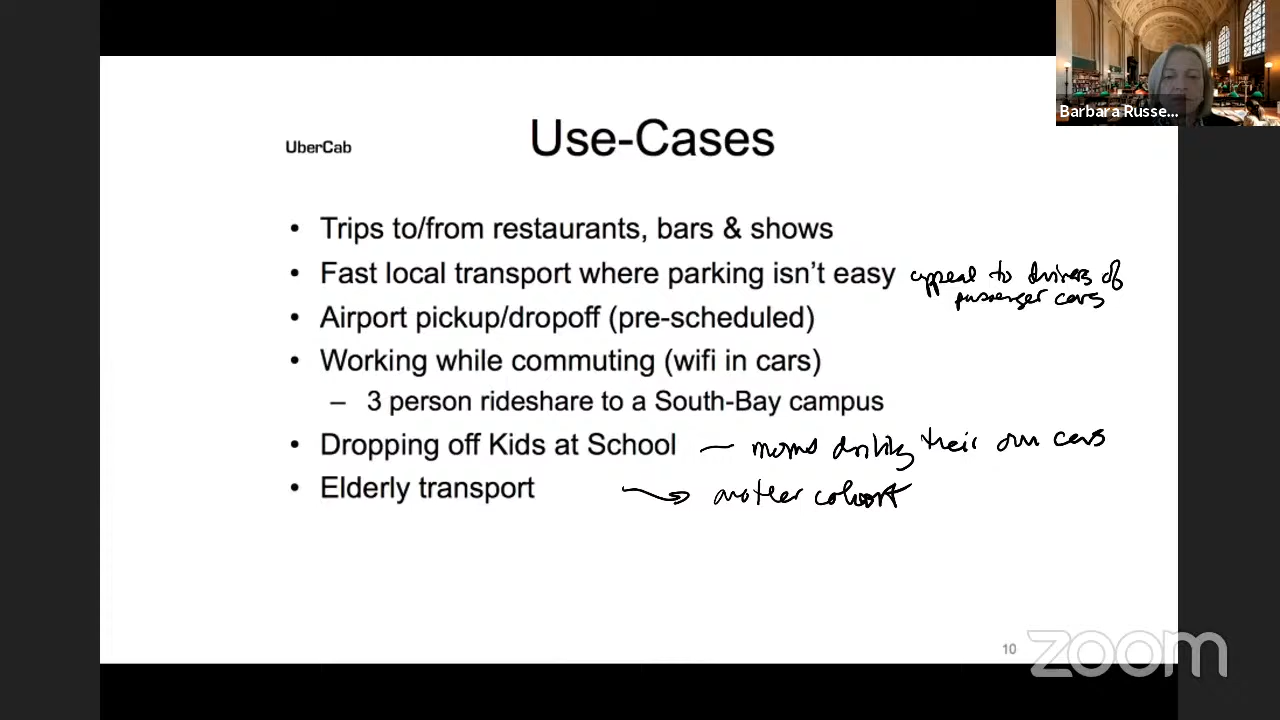 Barbara Russe...
UberCab
Use-Cases
• Trips to/from restaurants, bars & shows
• Fast local transport where parking isn't easy appeal to drivers of
passenger cars
• Airport pickup/dropoff (pre-scheduled)
• Working while commuting (wifi in cars)
– 3 person rideshare to a South-Bay campus
• Dropping off Kids at School — moms driving their own cars
• Elderly transport → another cohort
10
zoom